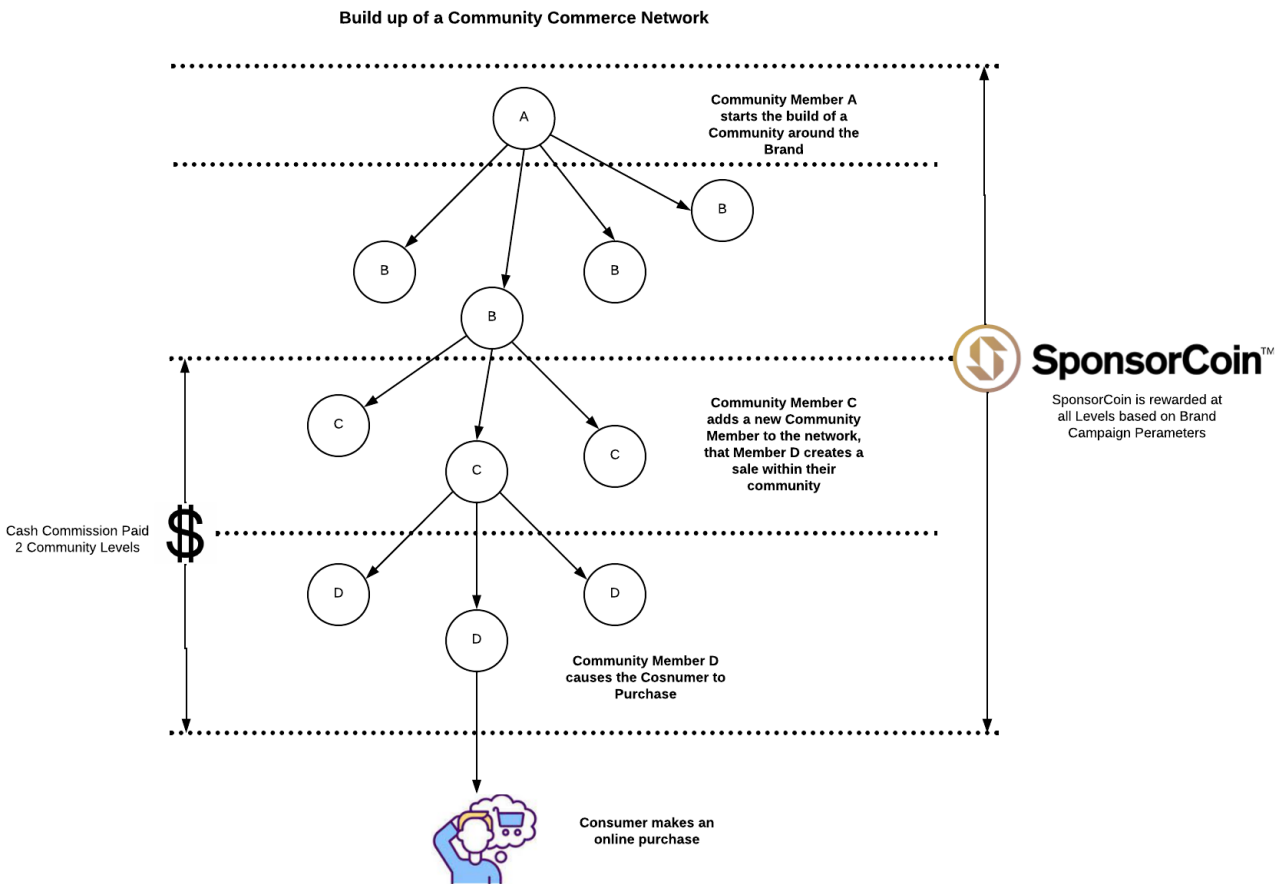 Build up of a Community Commerce Network
A
Community Member A
starts the build of a
Community around the
Brand
B
B
B
B
SponsorCoin™
SponsorCoin is rewarded at
all Levels based on Brand
Campaign Perameters
C
Community Member C
adds a new Community
Member to the network,
that Member D creates a
sale within their
community
C
C
$
Cash Commission Paid
2 Community Levels
D
D
D
Community Member D
causes the Cosnumer to
Purchase
Consumer makes an
online purchase